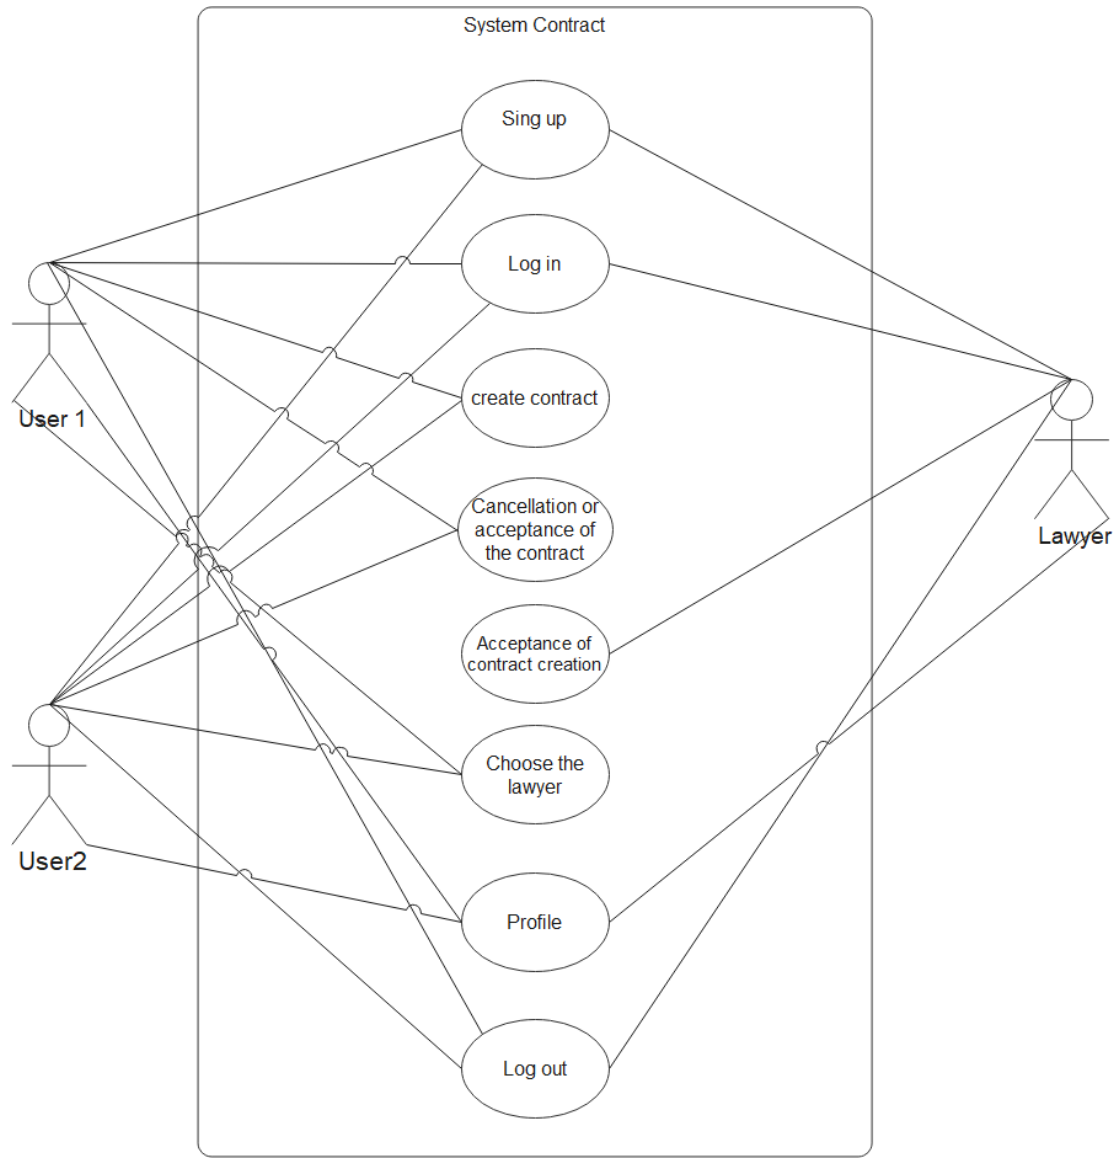 System Contract
Sing up
Log in
create contract
User 1
Cancellation or
acceptance of
the contract
Lawyer
Acceptance of
contract creation
Choose the
lawyer
User2
Profile
Log out